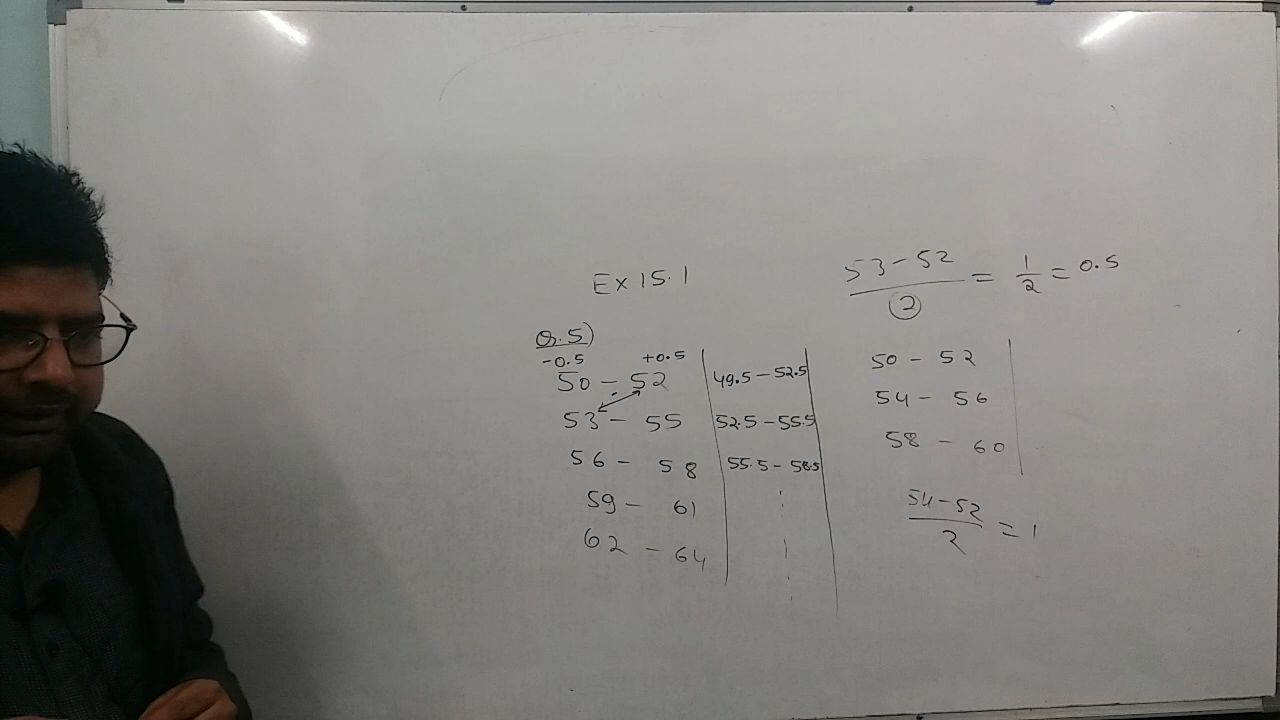 Ex 15.1
Q.5)
-0.5 +0.5
50 - 52 49.5 - 52.5
53 - 55 52.5 - 55.5
56 - 58 55.5 - 58.5
59 - 61
62 - 64
53 - 52 / 2 = 1/2 = 0.5
50 - 52
54 - 56
58 - 60
54 - 52 / 2 = 1